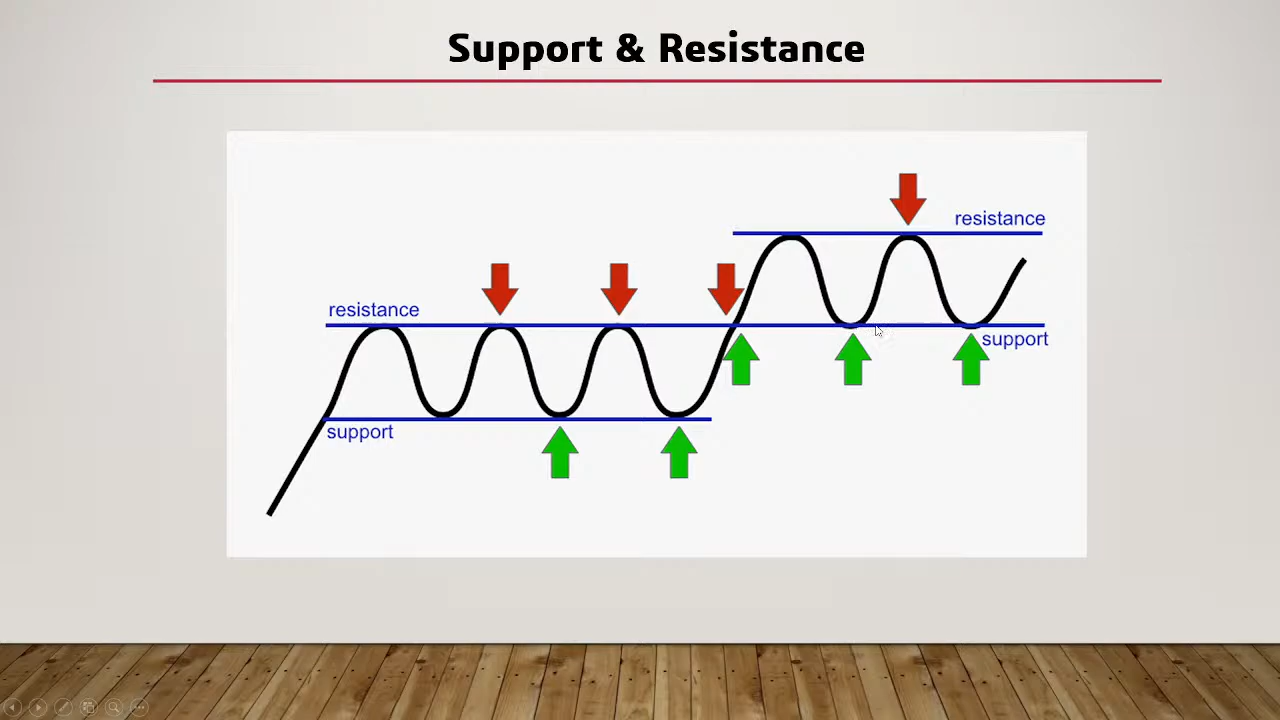 Support & Resistance
resistance
resistance
support
support